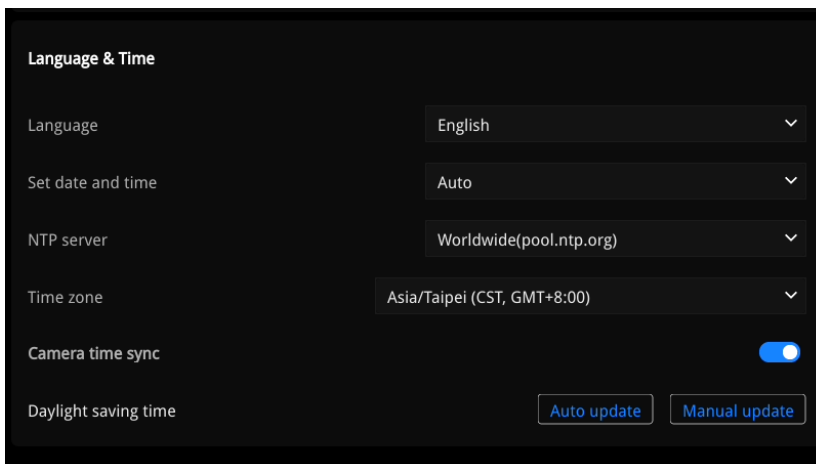 Language & Time
Language English
Set date and time Auto
NTP server Worldwide(pool.ntp.org)
Time zone Asia/Taipei (CST, GMT+8:00)
Camera time sync
Daylight saving time Auto update Manual update